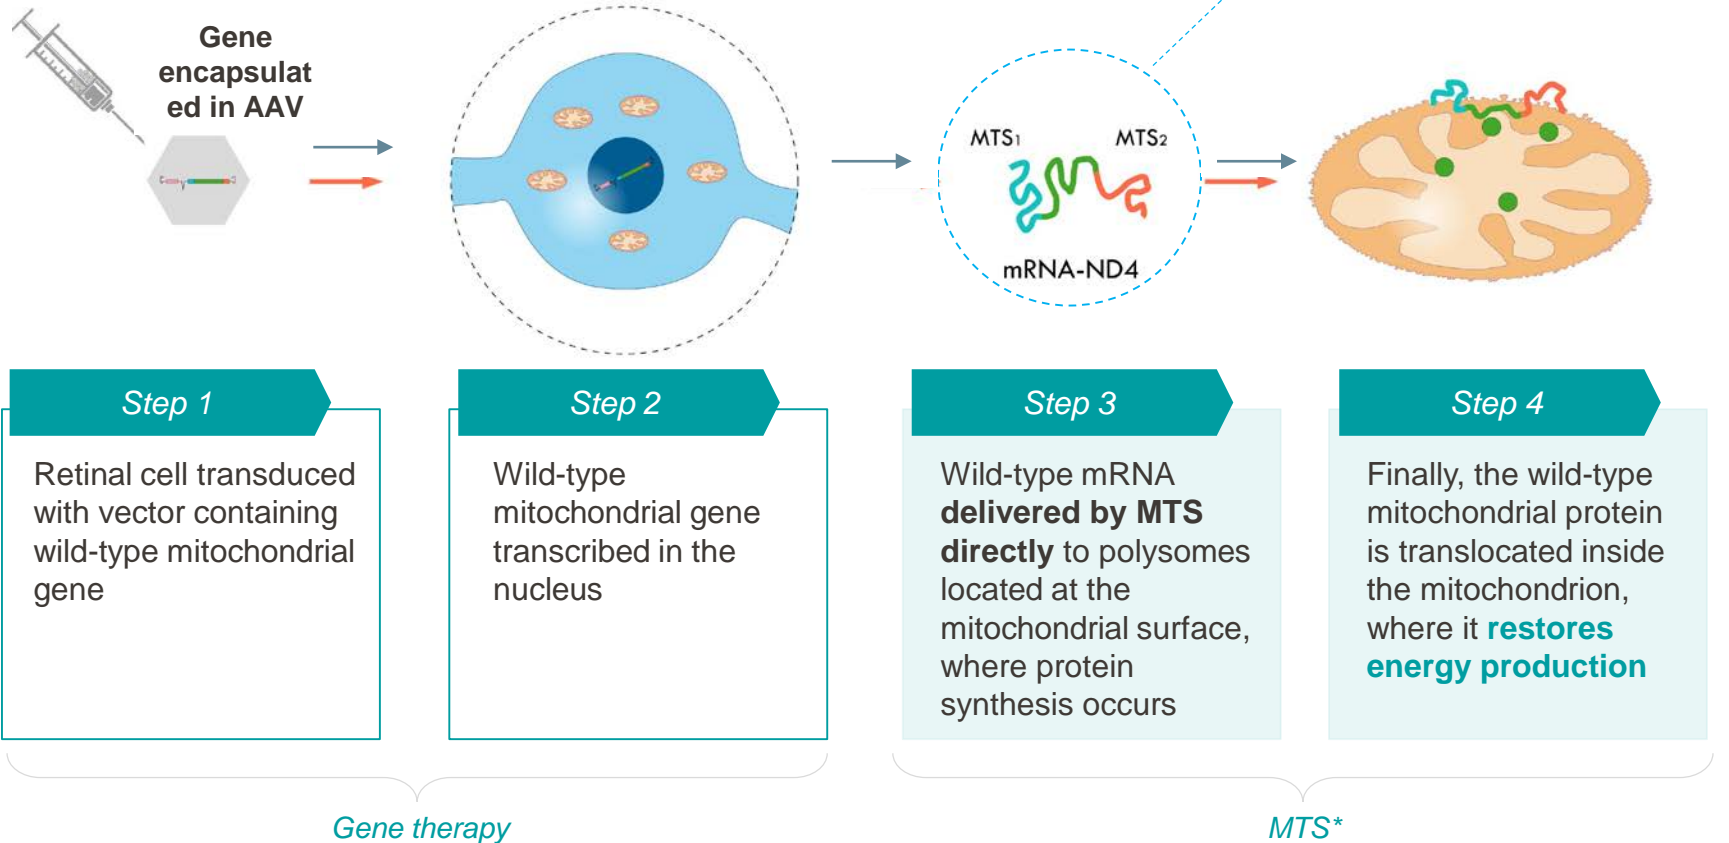 Gene
encapsulat
ed in AAV
MTS1
MTS2
mRNA-ND4
Step 1
Retinal cell transduced
with vector containing
wild-type mitochondrial
gene
Step 2
Wild-type
mitochondrial gene
transcribed in the
nucleus
Step 3
Wild-type mRNA
delivered by MTS
directly to polysomes
located at the
mitochondrial surface,
where protein
synthesis occurs
Step 4
Finally, the wild-type
mitochondrial protein
is translocated inside
the mitochondrion,
where it restores
energy production
Gene therapy
MTS*